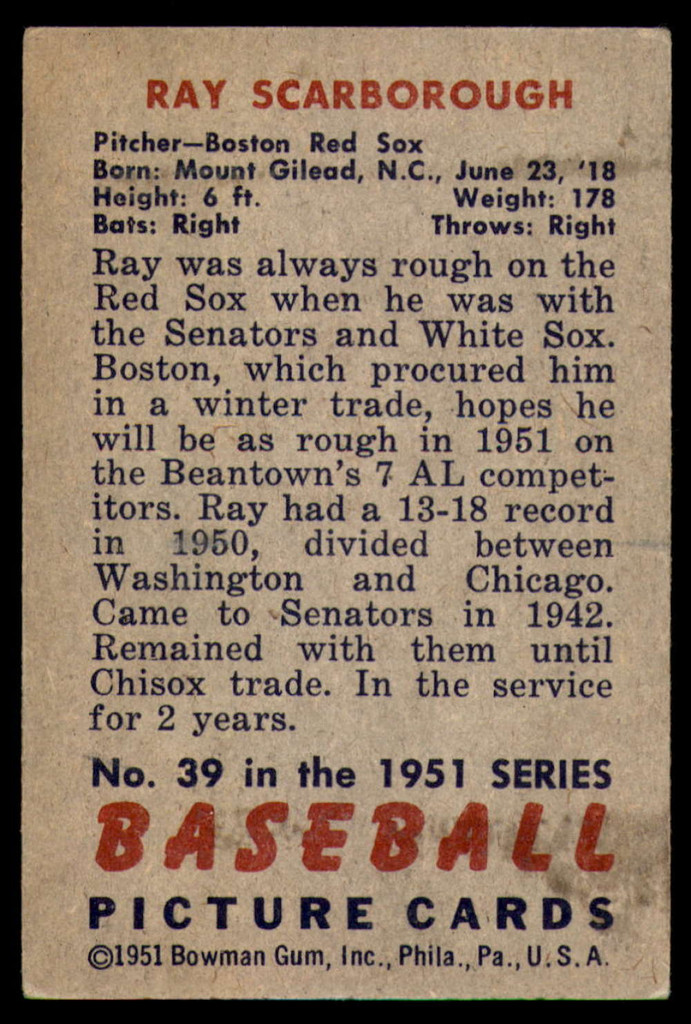 RAY SCARBOROUGH
Pitcher—Boston Red Sox
Born: Mount Gilead, N.C., June 23, '18
Height: 6 ft. Weight: 178
Bats: Right Throws: Right
Ray was always rough on the
Red Sox when he was with
the Senators and White Sox.
Boston, which procured him
in a winter trade, hopes he
will be as rough in 1951 on
the Beantown's 7 AL compet-
itors. Ray had a 13-18 record
in 1950, divided between
Washington and Chicago.
Came to Senators in 1942.
Remained with them until
Chisox trade. In the service
for 2 years.
No. 39 in the 1951 SERIES
BASEBALL
PICTURE CARDS
©1951 Bowman Gum, Inc., Phila., Pa., U.S.A.